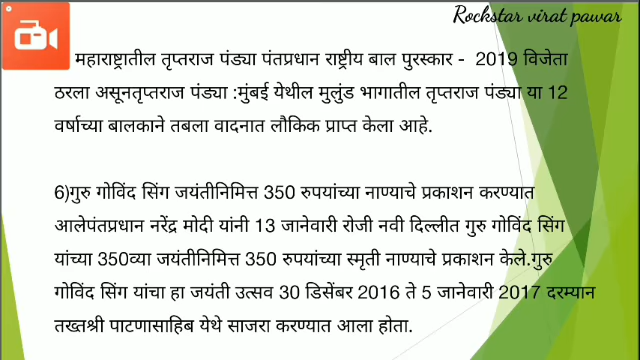 Rockstar virat pawar
महाराष्ट्रातील तृप्तराज पंड्या पंतप्रधान राष्ट्रीय बाल पुरस्कार - 2019 विजेता
ठरला असूनतृप्तराज पंड्या :मुंबई येथील मुलुंड भागातील तृप्तराज पंड्या या 12
वर्षाच्या बालकाने तबला वादनात लौकिक प्राप्त केला आहे.
6)गुरु गोविंद सिंग जयंतीनिमित्त 350 रुपयांच्या नाण्याचे प्रकाशन करण्यात
आलेपंतप्रधान नरेंद्र मोदी यांनी 13 जानेवारी रोजी नवी दिल्लीत गुरु गोविंद सिंग
यांच्या 350व्या जयंतीनिमित्त 350 रुपयांच्या स्मृती नाण्याचे प्रकाशन केले.गुरु
गोविंद सिंग यांचा हा जयंती उत्सव 30 डिसेंबर 2016 ते 5 जानेवारी 2017 दरम्यान
तख्तश्री पाटणासाहिब येथे साजरा करण्यात आला होता.